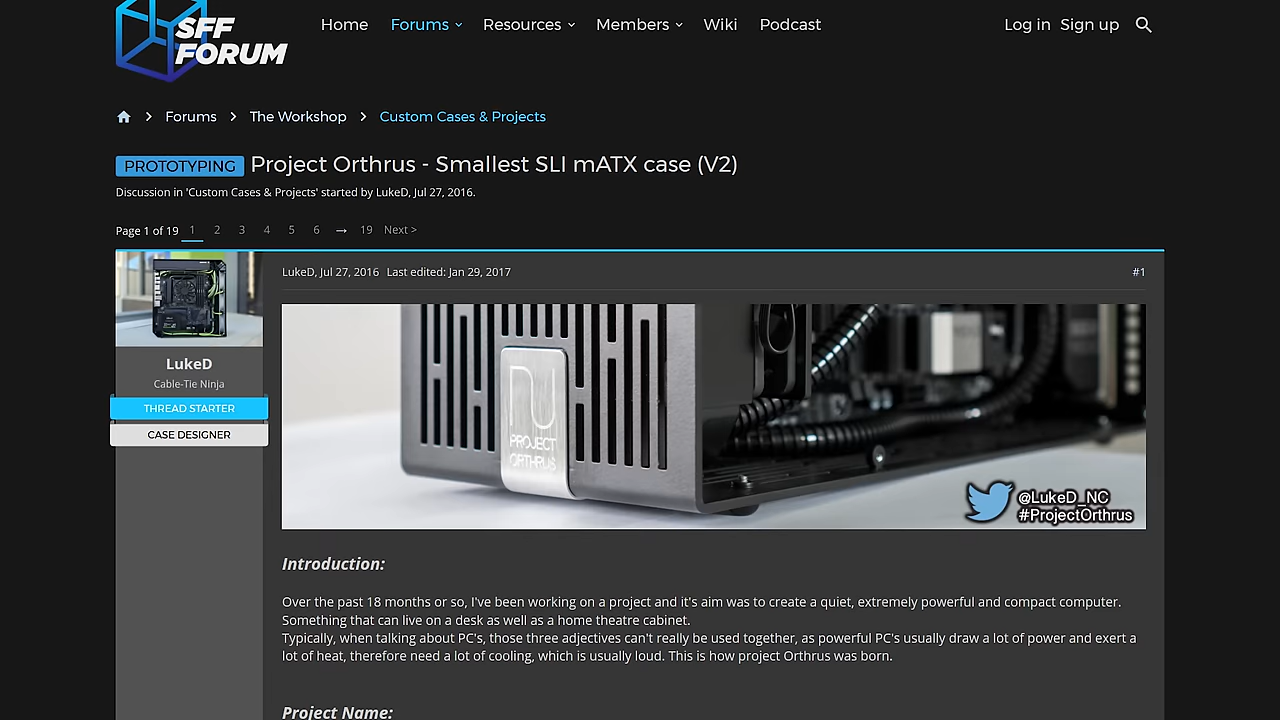 SFF
FORUM
Home Forums Resources Members Wiki Podcast
Log in Sign up
Forums The Workshop Custom Cases & Projects
PROTOTYPING Project Orthrus - Smallest SLI mATX case (V2)
Discussion in 'Custom Cases & Projects' started by LukeD, Jul 27, 2016.
Page 1 of 19 1 2 3 4 5 6 → 19 Next >
LukeD, Jul 27, 2016 Last edited: Jan 29, 2017 #1
LukeD
Cable-Tie Ninja
THREAD STARTER
CASE DESIGNER
PROJECT
ORTHRUS
@LukeD_NC
#ProjectOrthrus
Introduction:
Over the past 18 months or so, I've been working on a project and it's aim was to create a quiet, extremely powerful and compact computer.
Something that can live on a desk as well as a home theatre cabinet.
Typically, when talking about PC's, those three adjectives can't really be used together, as powerful PC's usually draw a lot of power and exert a
lot of heat, therefore need a lot of cooling, which is usually loud. This is how project Orthrus was born.
Project Name: